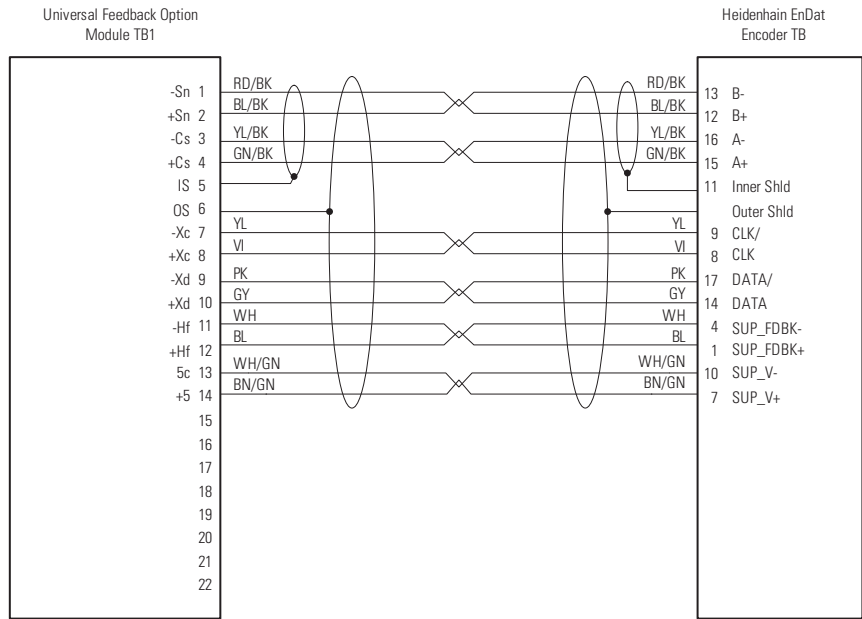 Universal Feedback Option
Module TB1
Heidenhain EnDat
Encoder TB
-Sn 1 RD/BK RD/BK 13 B-
+Sn 2 BL/BK BL/BK 12 B+
-Cs 3 YL/BK YL/BK 16 A-
+Cs 4 GN/BK GN/BK 15 A+
IS 5 11 Inner Shld
OS 6 Outer Shld
-Xc 7 YL YL 9 CLK/
+Xc 8 VI VI 8 CLK
-Xd 9 PK PK 17 DATA/
+Xd 10 GY GY 14 DATA
-Hf 11 WH WH 4 SUP_FDBK-
+Hf 12 BL BL 1 SUP_FDBK+
5c 13 WH/GN WH/GN 10 SUP_V-
+5 14 BN/GN BN/GN 7 SUP_V+
15
16
17
18
19
20
21
22